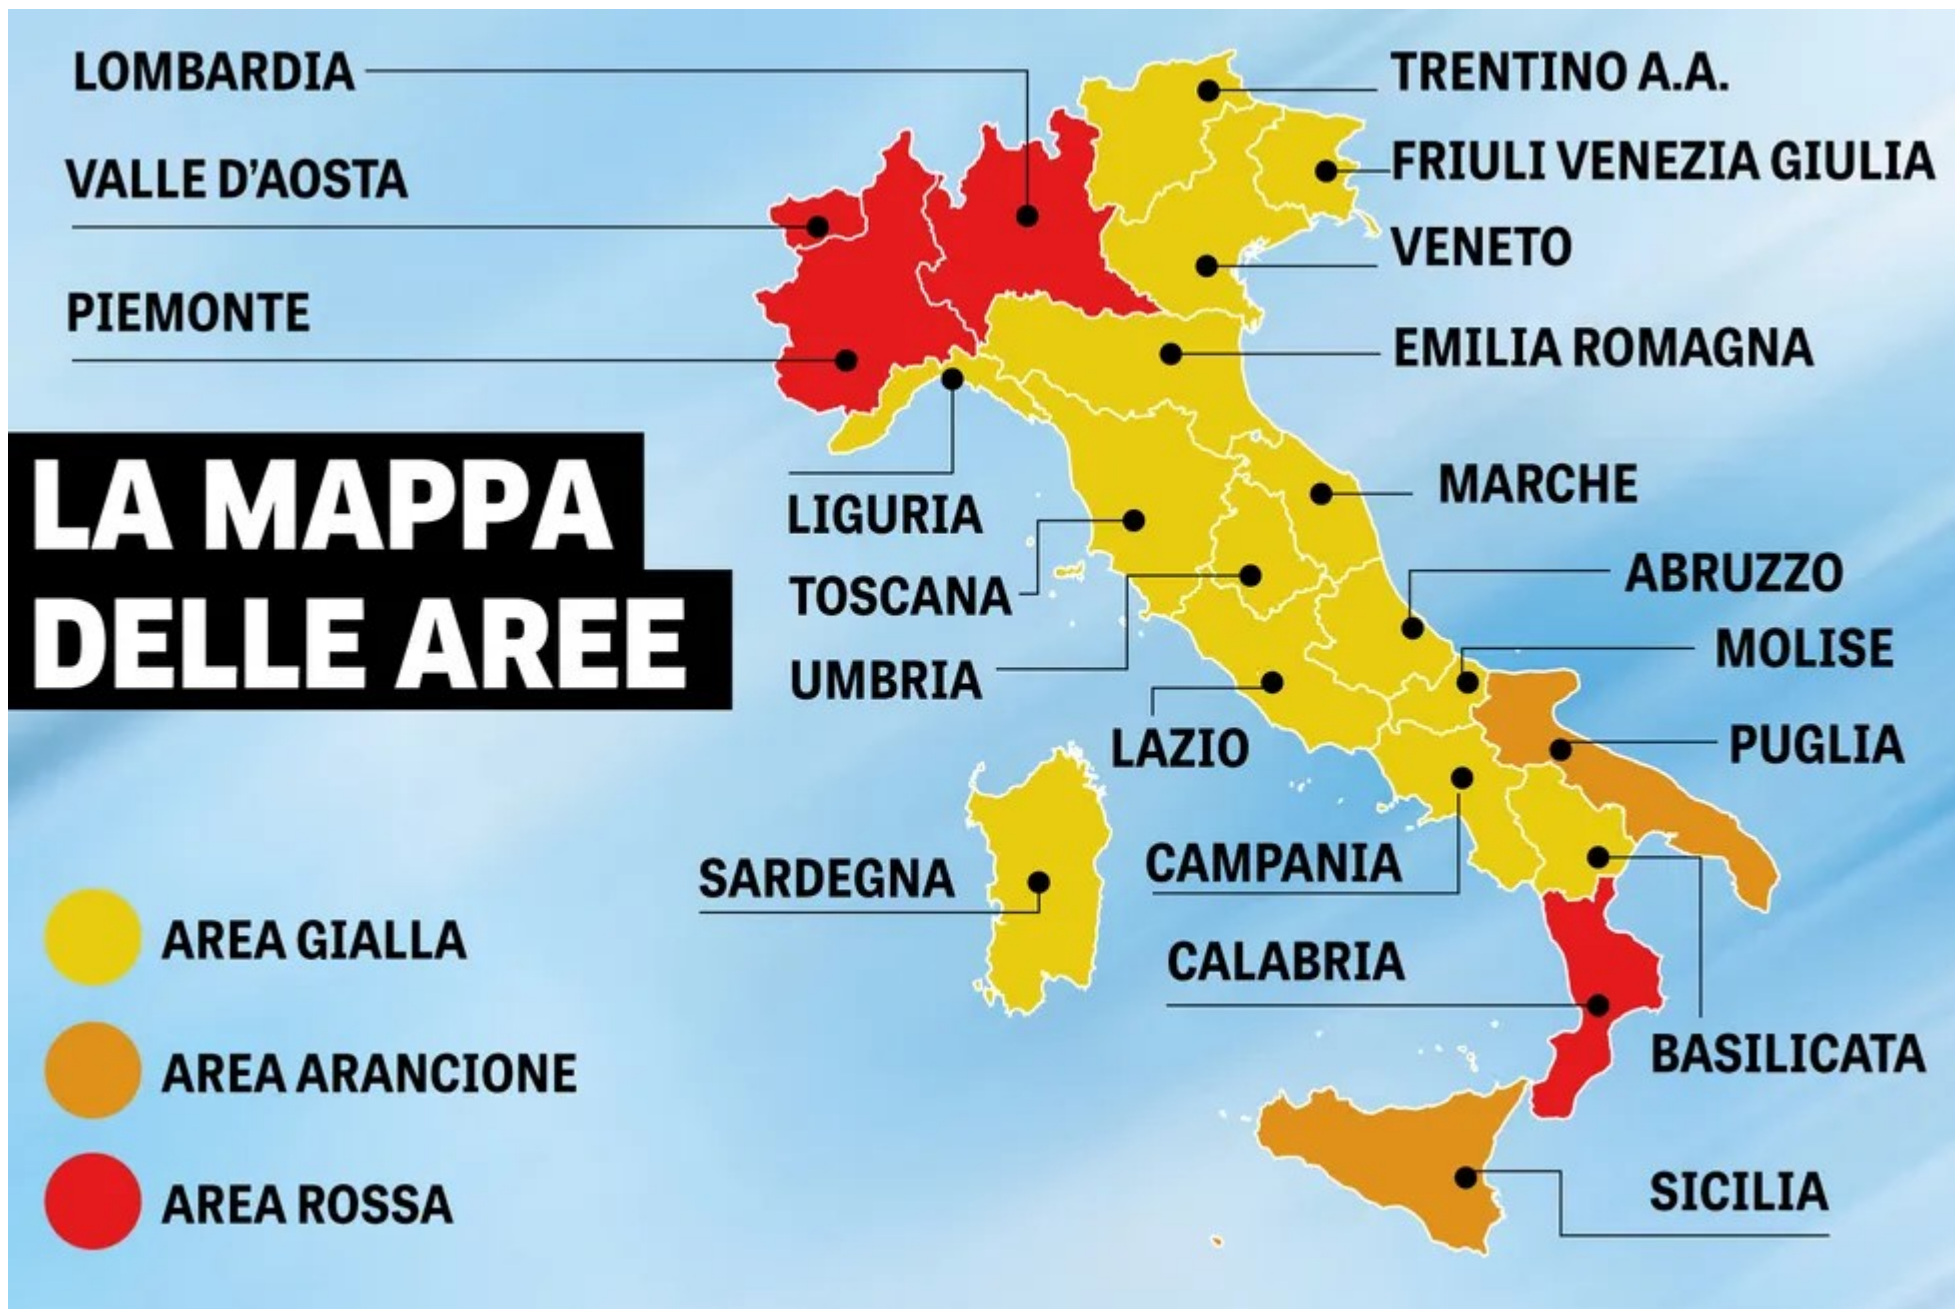 LOMBARDIA
VALLE D'AOSTA
PIEMONTE
TRENTINO A.A.
FRIULI VENEZIA GIULIA
VENETO
EMILIA ROMAGNA
LA MAPPA
DELLE AREE
LIGURIA
TOSCANA
UMBRIA
LAZIO
MARCHE
ABRUZZO
MOLISE
PUGLIA
SARDEGNA
CAMPANIA
CALABRIA
BASILICATA
SICILIA
AREA GIALLA
AREA ARANCIONE
AREA ROSSA